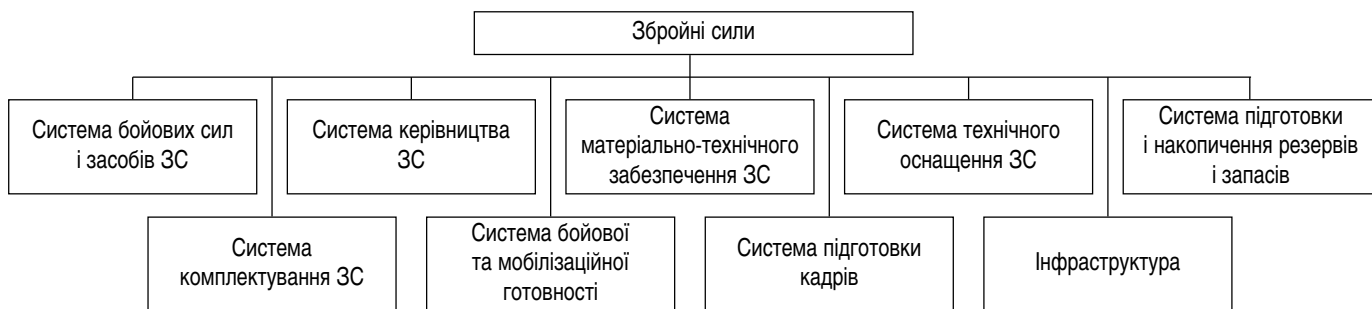 Збройні сили
Система бойових сил
і засобів ЗС
Система керівництва
ЗС
Система
матеріально-технічного
забезпечення ЗС
Система технічного
оснащення ЗС
Система підготовки
і накопичення резервів
і запасів
Система
комплектування ЗС
Система бойової
та мобілізаційної
готовності
Система підготовки
кадрів
Інфраструктура